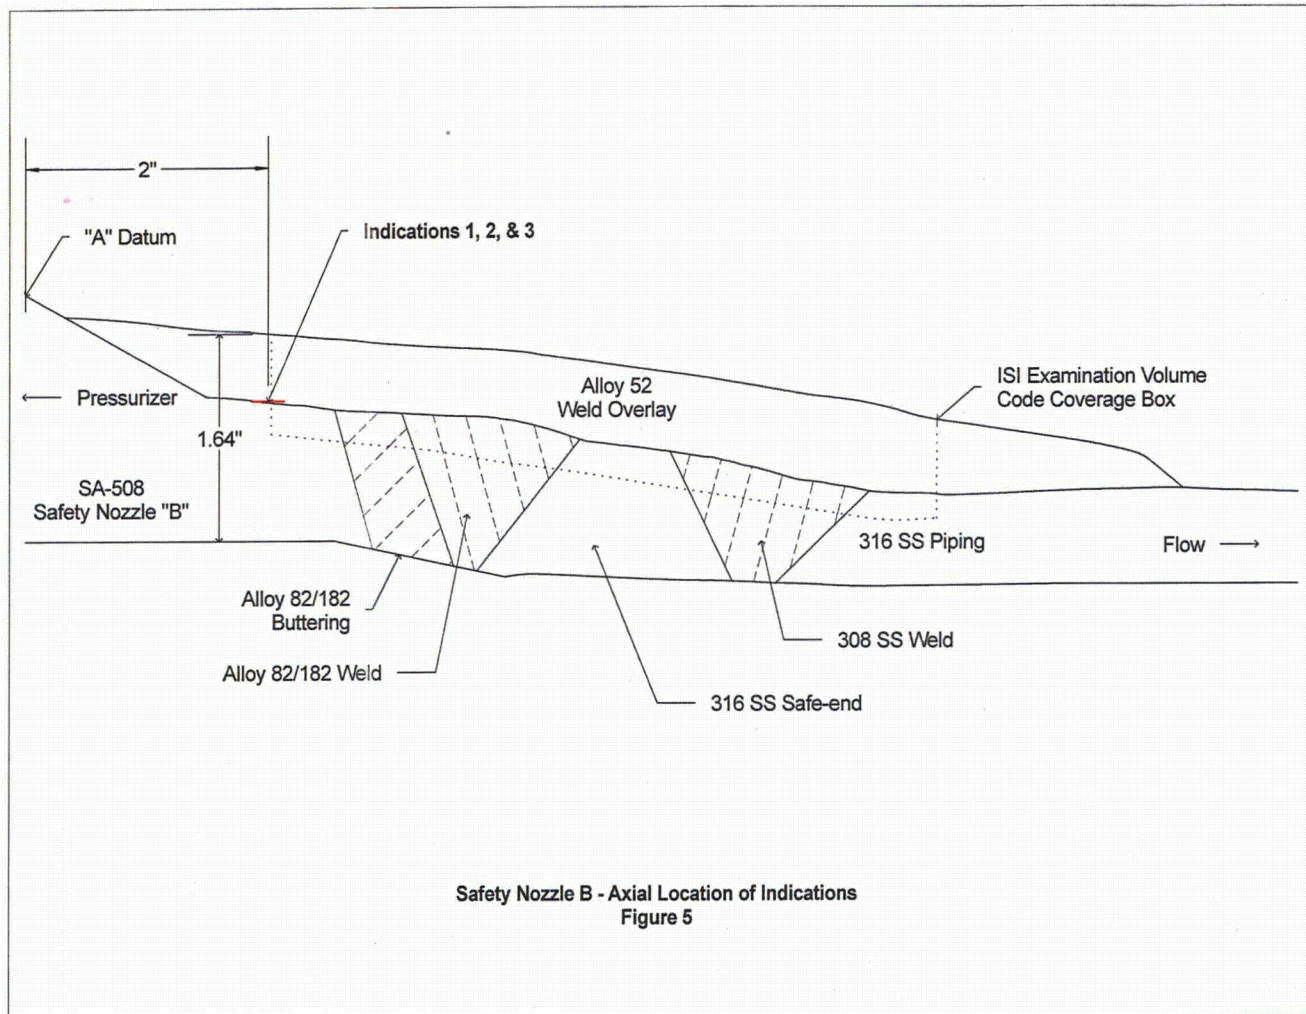 2"
"A" Datum
Indications 1, 2, & 3
Pressurizer
Alloy 52
Weld Overlay
ISI Examination Volume
Code Coverage Box
1.64"
SA-508
Safety Nozzle "B"
316 SS Piping
Flow
Alloy 82/182
Buttering
308 SS Weld
Alloy 82/182 Weld
316 SS Safe-end
Safety Nozzle B - Axial Location of Indications
Figure 5